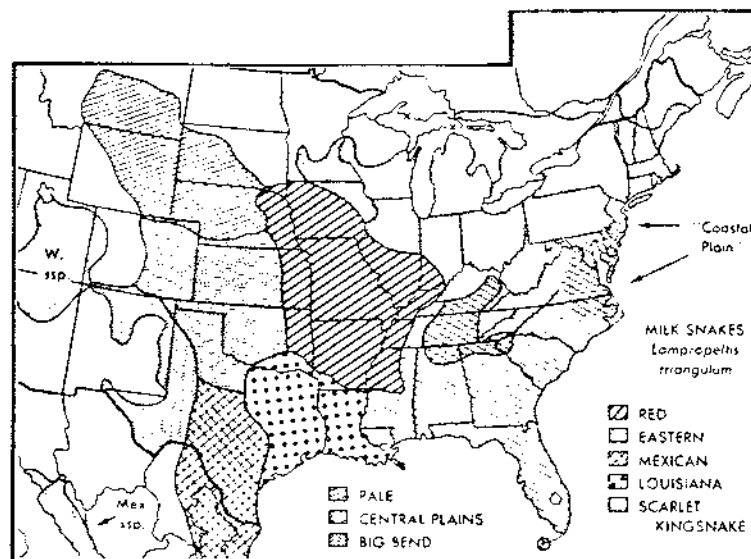 W.
ssp.
Mex
ssp.
"Coastal
Plain"
MILK SNAKES
Lampropeltis
triangulum
RED
EASTERN
MEXICAN
LOUISIANA
SCARLET
KINGSNAKE
PALE
CENTRAL PLAINS
BIG BEND